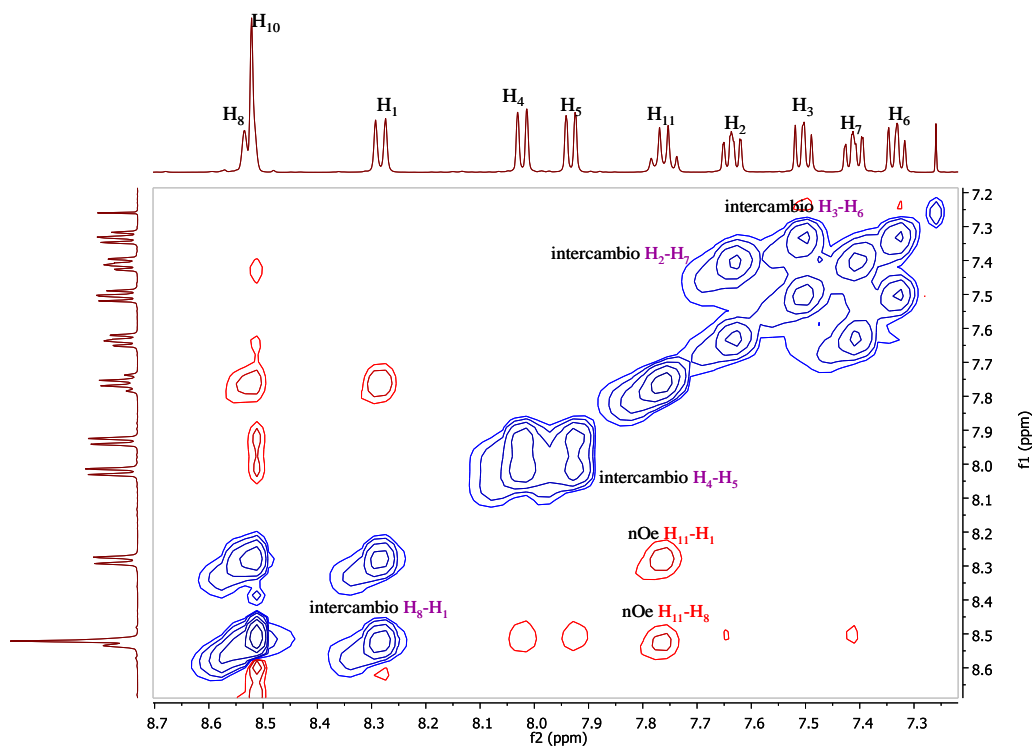 H₁₀
H₈ H₁ H₄ H₅ H₁₁ H₂ H₃ H₇ H₆
intercambio H₃-H₆
intercambio H₂-H₇
intercambio H₄-H₅
nOe H₁₁-H₁
intercambio H₈-H₁
nOe H₁₁-H₈
7.2
7.3
7.4
7.5
7.6
7.7
7.8
7.9
8.0
8.1
8.2
8.3
8.4
8.5
8.6
f1 (ppm)
8.7 8.6 8.5 8.4 8.3 8.2 8.1 8.0 7.9 7.8 7.7 7.6 7.5 7.4 7.3
f2 (ppm)